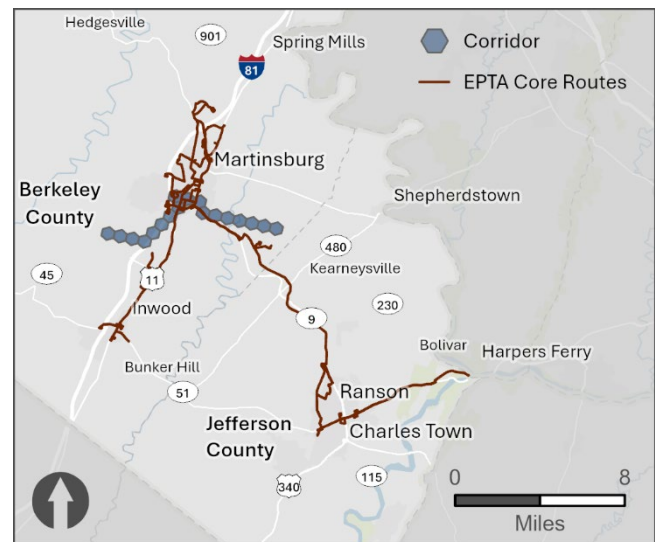 Hedgesville
901
Spring Mills
81
Corridor
EPTA Core Routes
Martinsburg
Berkeley
County
Shepherdstown
480
45
11
Kearneysville
230
Inwood
9
Bolivar
Harpers Ferry
Bunker Hill
51
Ranson
Jefferson
County
Charles Town
340
115
0
8
Miles